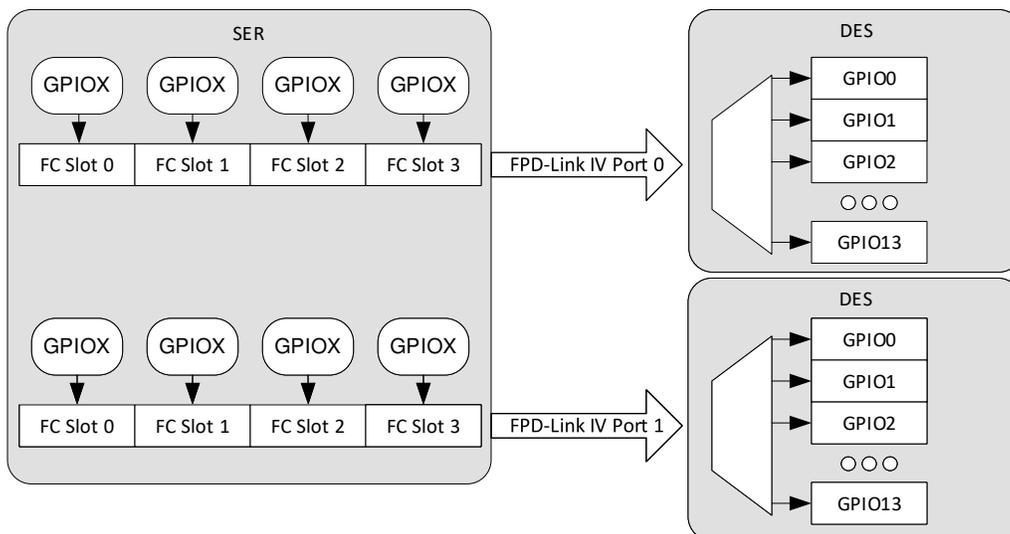 SER
GPIOX GPIOX GPIOX GPIOX
FC Slot 0 FC Slot 1 FC Slot 2 FC Slot 3
FPD-Link IV Port 0
DES
GPIO0
GPIO1
GPIO2
GPIO13
GPIOX GPIOX GPIOX GPIOX
FC Slot 0 FC Slot 1 FC Slot 2 FC Slot 3
FPD-Link IV Port 1
DES
GPIO0
GPIO1
GPIO2
GPIO13